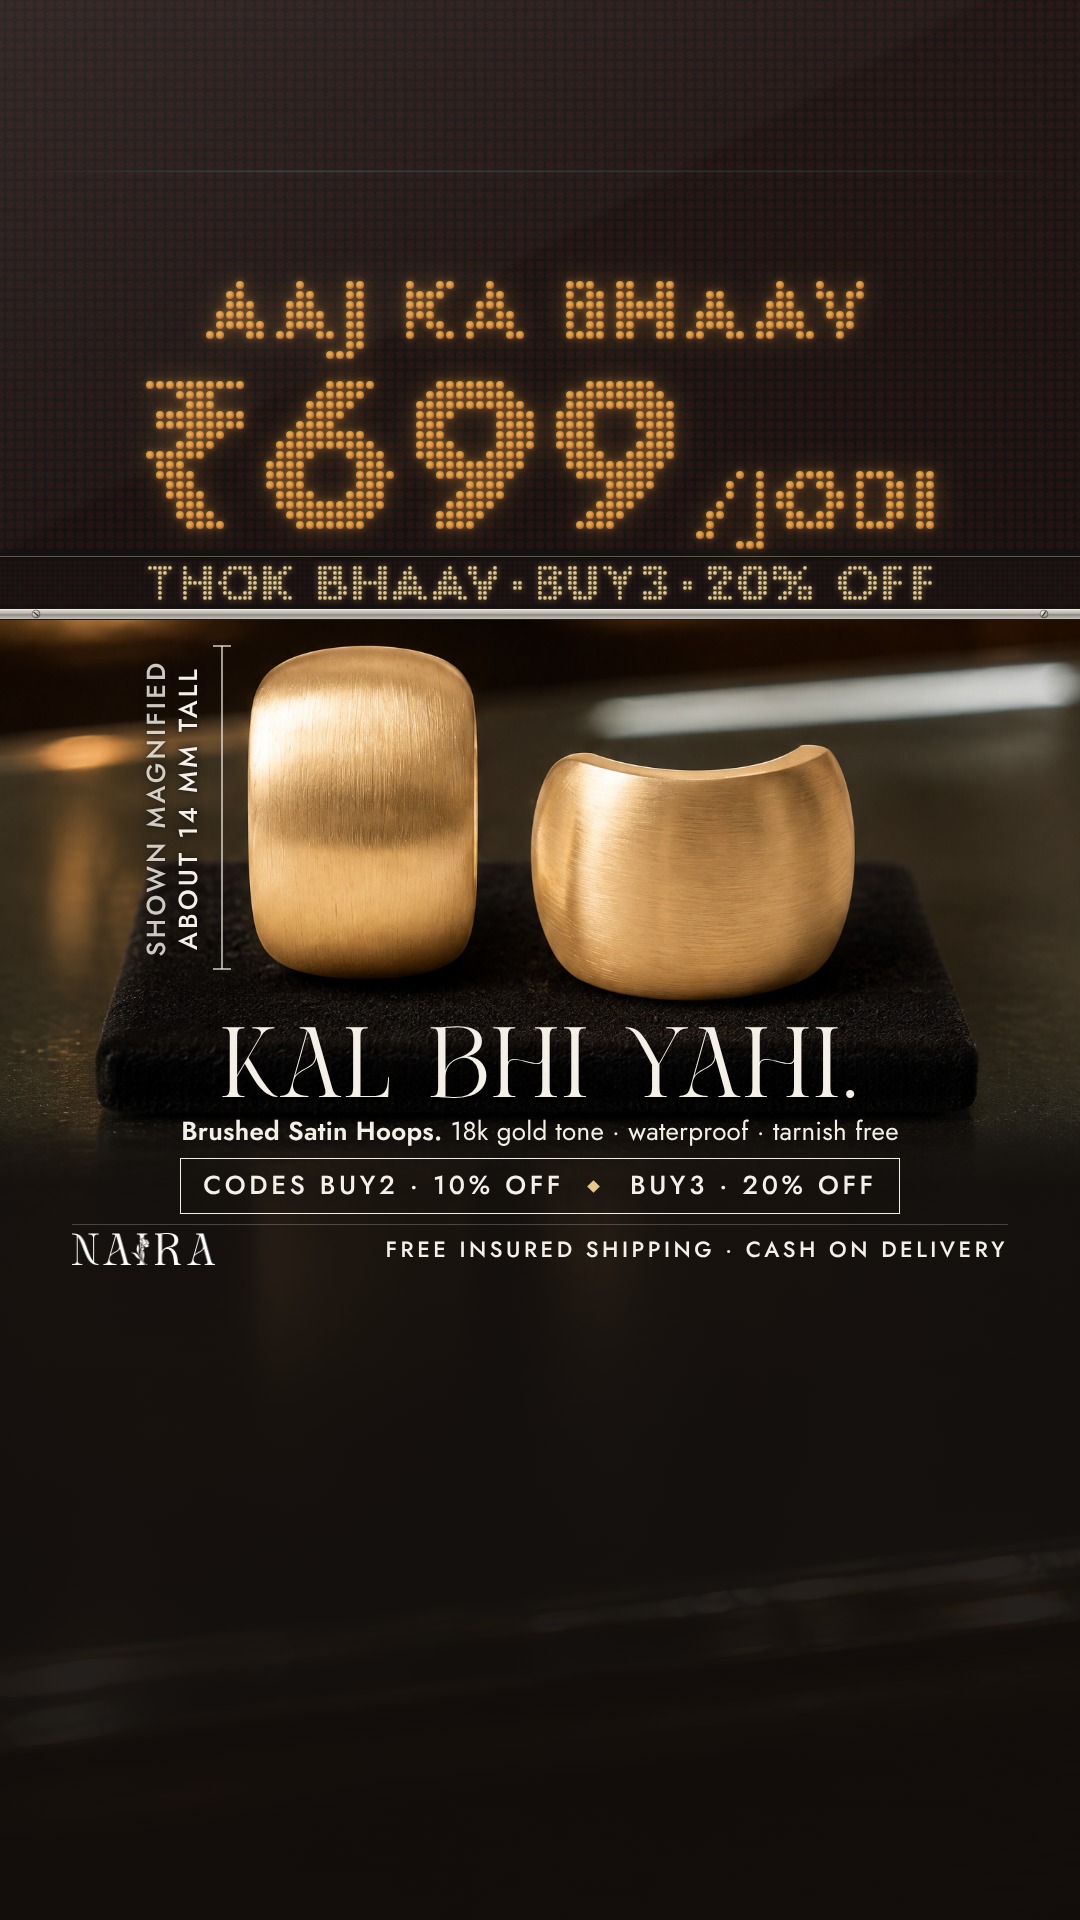 AAJ KA BHAAV
₹699/JODI
THOK BHAAV·BUY3·20% OFF
SHOWN MAGNIFIED
ABOUT 14 MM TALL
KAL BHI YAHI.
Brushed Satin Hoops. 18k gold tone · waterproof · tarnish free
CODES BUY2 · 10% OFF ◆ BUY3 · 20% OFF
NAIRA
FREE INSURED SHIPPING · CASH ON DELIVERY